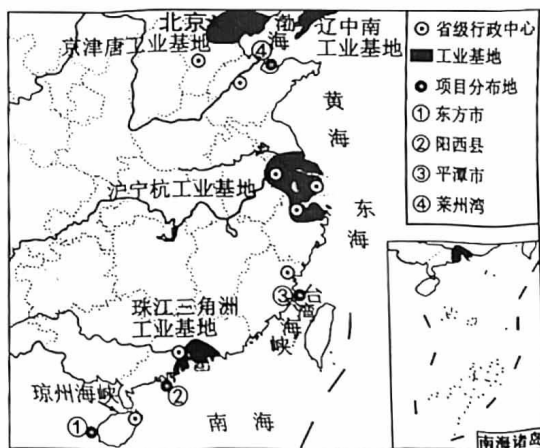 北京
渤海
辽中南
工业基地
京津唐工业基地
④
黄海
沪宁杭工业基地
东海
③
台湾海峡
珠江三角洲
工业基地
琼州海峡
②
①
南海
省级行政中心
工业基地
项目分布地
①东方市
②阳西县
③平潭市
④莱州湾
南海诸岛